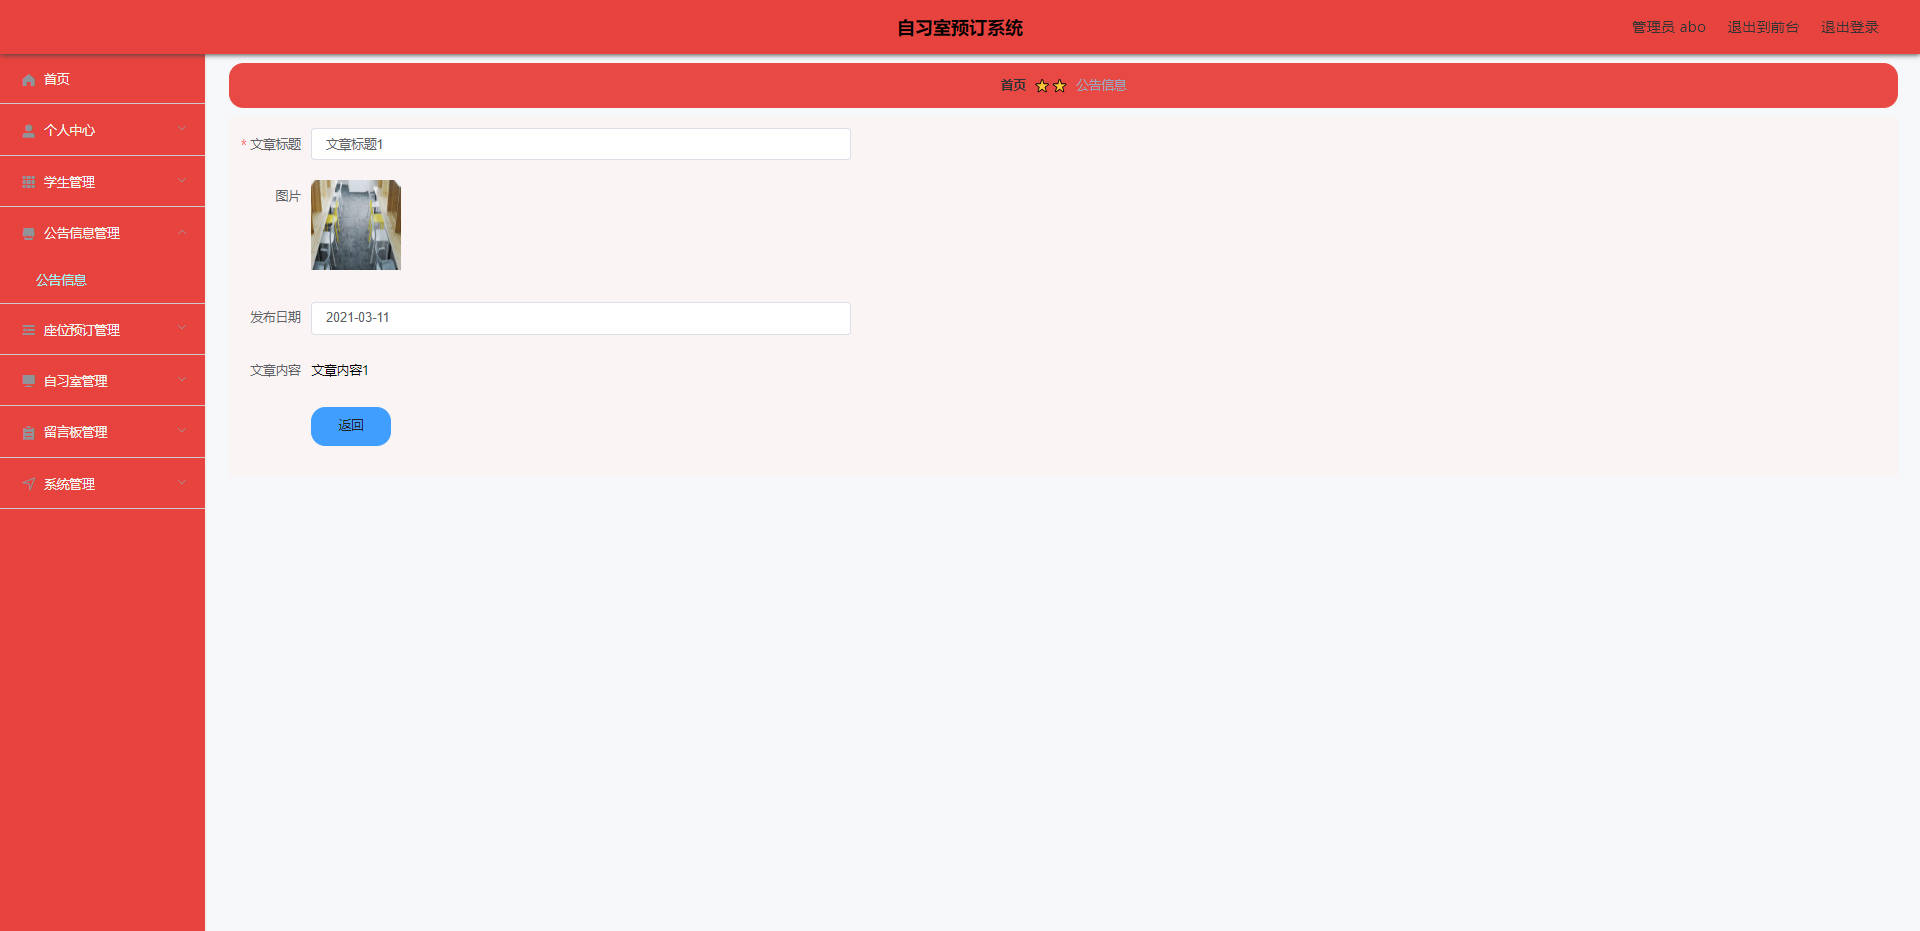 自习室预订系统
管理员 abo 退出到前台 退出登录
首页
个人中心
学生管理
公告信息管理
公告信息
座位预订管理
自习室管理
留言板管理
系统管理
首页 公告信息
* 文章标题 文章标题1
图片
发布日期 2021-03-11
文章内容 文章内容1
返回